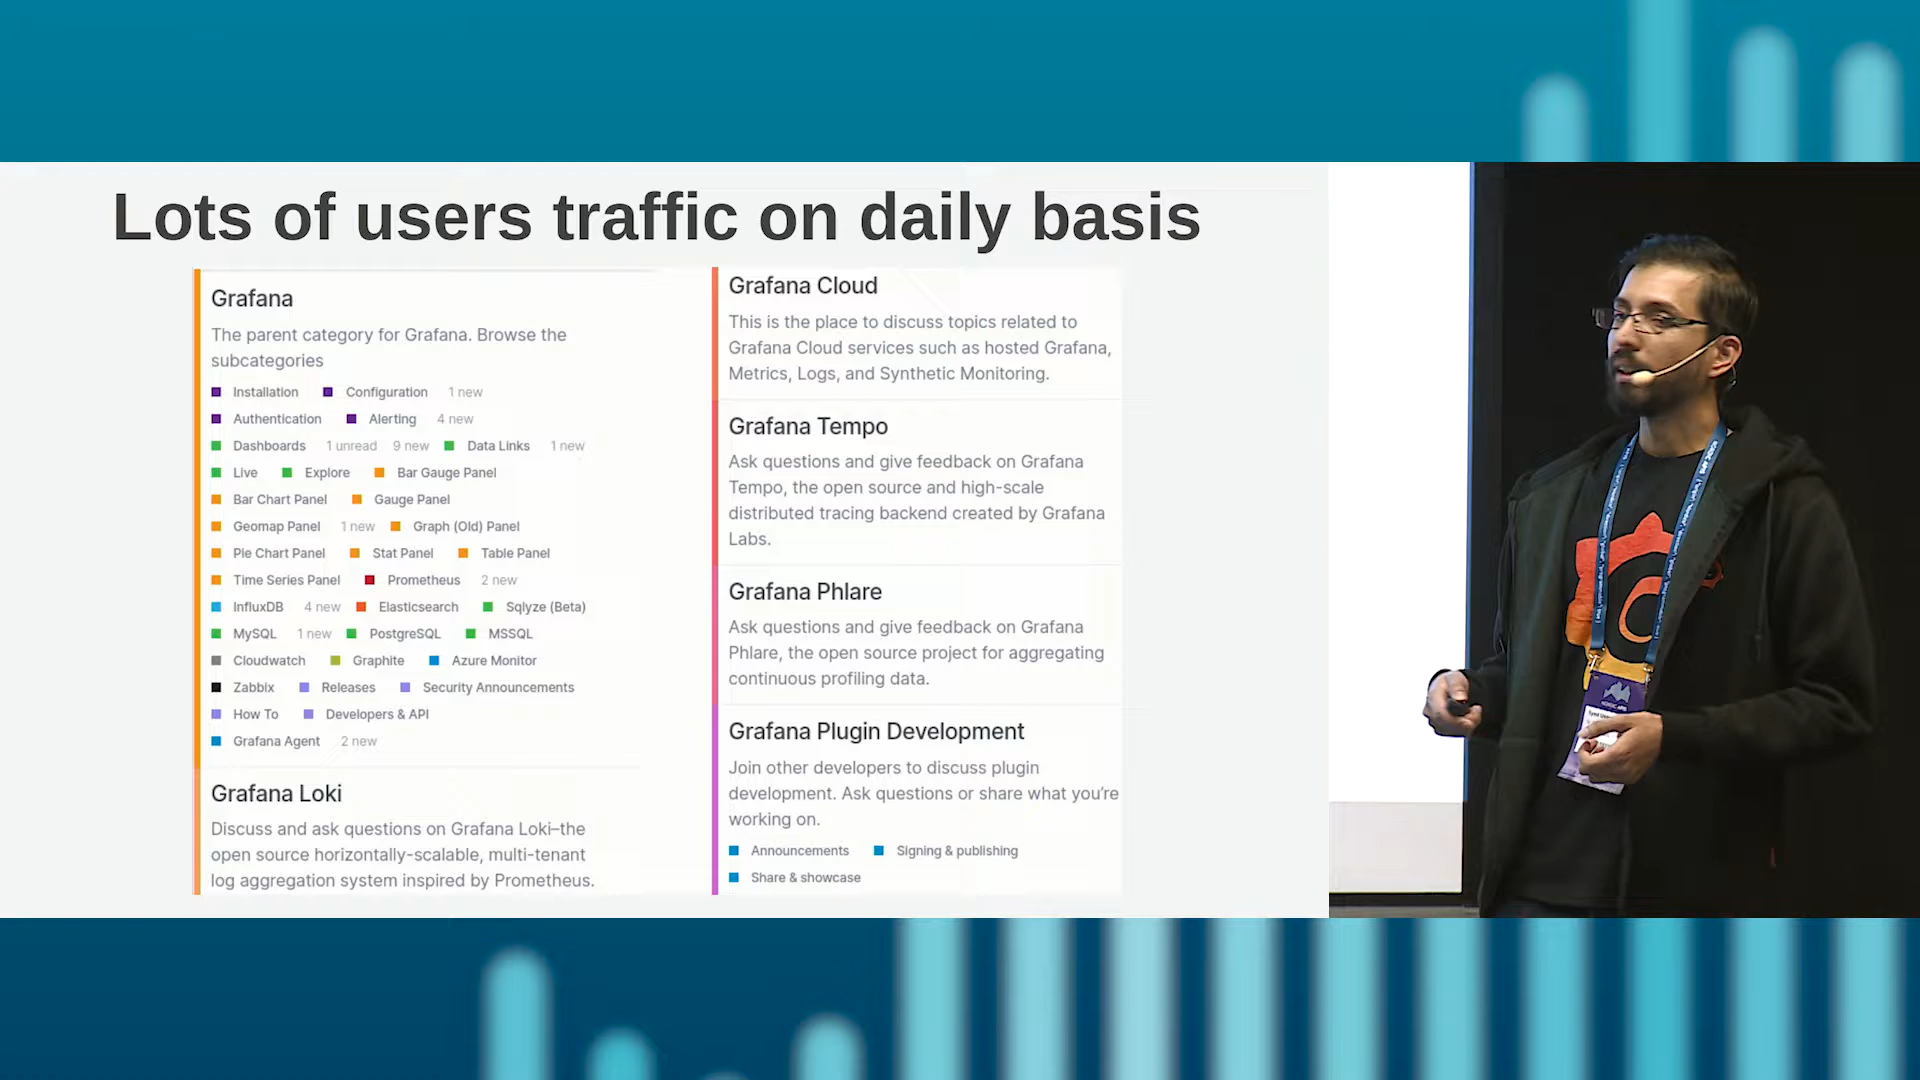 Lots of users traffic on daily basis
Grafana
The parent category for Grafana. Browse the
subcategories
Installation Configuration 1 new
Authentication Alerting 4 new
Dashboards 1 unread 9 new Data Links 1 new
Live Explore Bar Gauge Panel
Bar Chart Panel Gauge Panel
Geomap Panel 1 new Graph (Old) Panel
Pie Chart Panel Stat Panel Table Panel
Time Series Panel Prometheus 2 new
InfluxDB 4 new Elasticsearch Sqlyze (Beta)
MySQL 1 new PostgreSQL MSSQL
Cloudwatch Graphite Azure Monitor
Zabbix Releases Security Announcements
How To Developers & API
Grafana Agent 2 new
Grafana Loki
Discuss and ask questions on Grafana Loki–the
open source horizontally-scalable, multi-tenant
log aggregation system inspired by Prometheus.
Grafana Cloud
This is the place to discuss topics related to
Grafana Cloud services such as hosted Grafana,
Metrics, Logs, and Synthetic Monitoring.
Grafana Tempo
Ask questions and give feedback on Grafana
Tempo, the open source and high-scale
distributed tracing backend created by Grafana
Labs.
Grafana Phlare
Ask questions and give feedback on Grafana
Phlare, the open source project for aggregating
continuous profiling data.
Grafana Plugin Development
Join other developers to discuss plugin
development. Ask questions or share what you’re
working on.
Announcements Signing & publishing
Share & showcase
NORDIC APIS